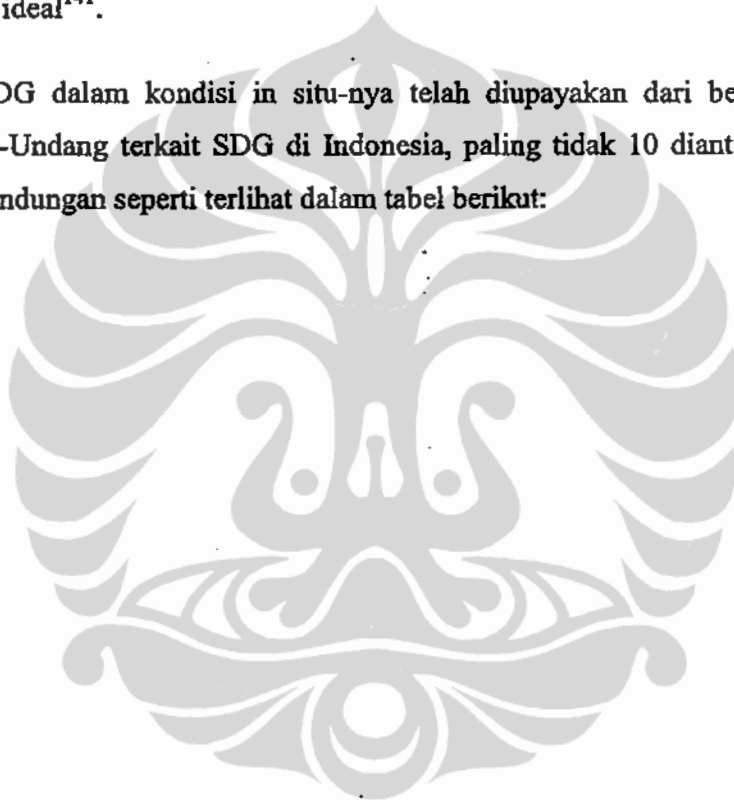 ideal¹⁴¹.
DG dalam kondisi in situ-nya telah diupayakan dari be
-Undang terkait SDG di Indonesia, paling tidak 10 diant
ndungan seperti terlihat dalam tabel berikut: